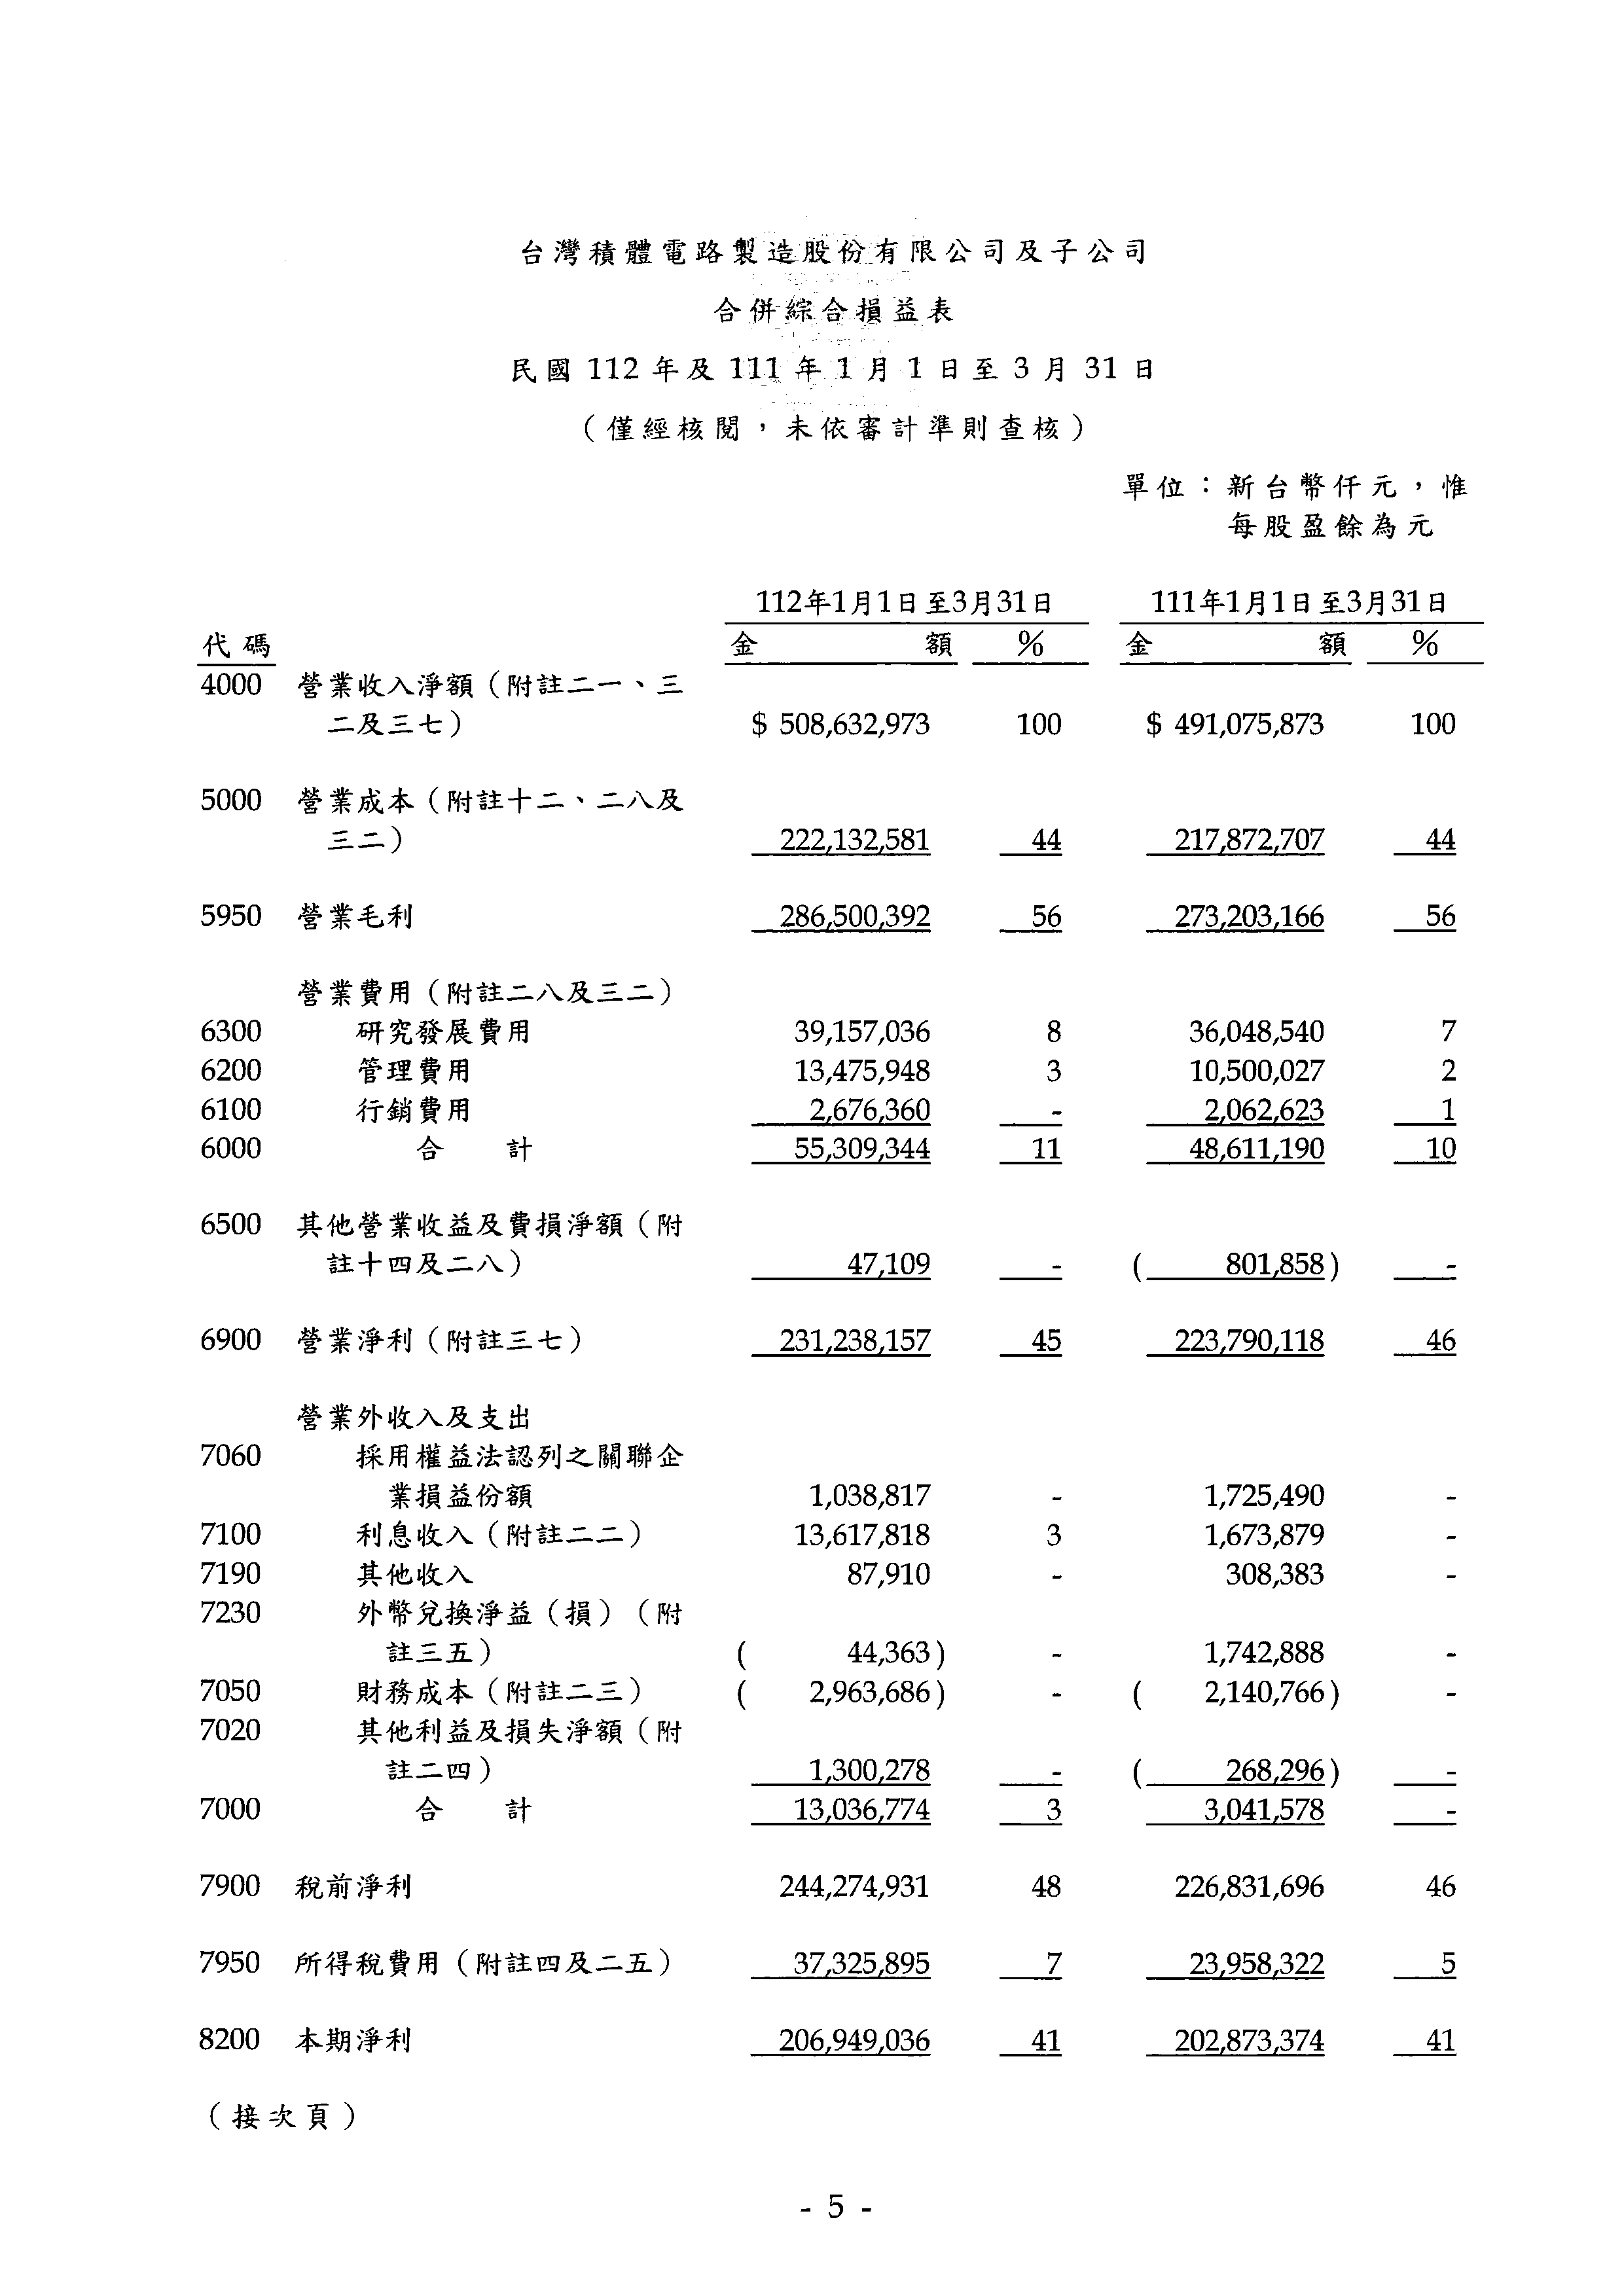 台灣積體電路製造股份有限公司及子公司
合併綜合損益表
民國 112 年及 111 年 1 月 1 日至 3 月 31 日
（僅經核閱，未依審計準則查核）
單位：新台幣仟元，惟
每股盈餘為元
112年1月1日至3月31日 111年1月1日至3月31日
代碼 金額 % 金額 %
4000 營業收入淨額（附註二一、三
二及三七） $ 508,632,973 100 $ 491,075,873 100
5000 營業成本（附註十二、二八及
三二） 222,132,581 44 217,872,707 44
5950 營業毛利 286,500,392 56 273,203,166 56
營業費用（附註二八及三二）
6300 研究發展費用 39,157,036 8 36,048,540 7
6200 管理費用 13,475,948 3 10,500,027 2
6100 行銷費用 2,676,360 - 2,062,623 1
6000 合計 55,309,344 11 48,611,190 10
6500 其他營業收益及費損淨額（附
註十四及二八） 47,109 - ( 801,858) -
6900 營業淨利（附註三七） 231,238,157 45 223,790,118 46
營業外收入及支出
7060 採用權益法認列之關聯企
業損益份額 1,038,817 - 1,725,490 -
7100 利息收入（附註二二） 13,617,818 3 1,673,879 -
7190 其他收入 87,910 - 308,383 -
7230 外幣兌換淨益（損）（附
註三五） ( 44,363) - 1,742,888 -
7050 財務成本（附註二三） ( 2,963,686) - ( 2,140,766) -
7020 其他利益及損失淨額（附
註二四） 1,300,278 - ( 268,296) -
7000 合計 13,036,774 3 3,041,578 -
7900 稅前淨利 244,274,931 48 226,831,696 46
7950 所得稅費用（附註四及二五） 37,325,895 7 23,958,322 5
8200 本期淨利 206,949,036 41 202,873,374 41
（接次頁）
- 5 -